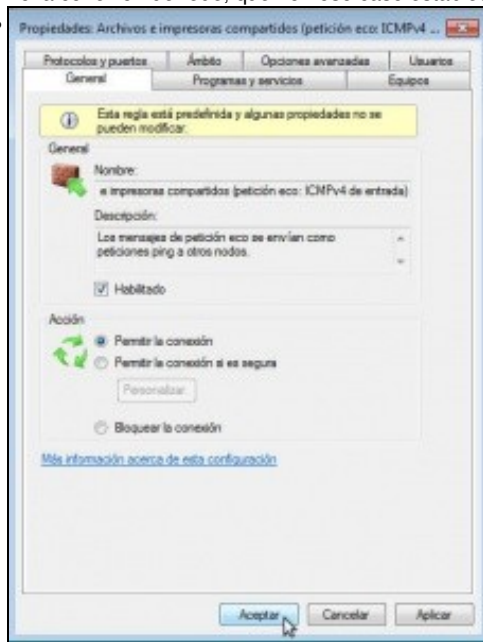 Propiedades: Archivos e impresoras compartidos (petición eco: ICMPv4 ...
Protocolos y puertos Ámbito Opciones avanzadas Usuarios
General Programas y servicios Equipos
Esta regla está predefinida y algunas propiedades no se
pueden modificar.
General
Nombre:
e impresoras compartidos (petición eco: ICMPv4 de entrada)
Descripción:
Los mensajes de petición eco se envían como
peticiones ping a otros nodos.
Habilitado
Acción
Permitir la conexión
Permitir la conexión si es segura
Personalizar
Bloquear la conexión
Más información acerca de esta configuración
Aceptar Cancelar Aplicar